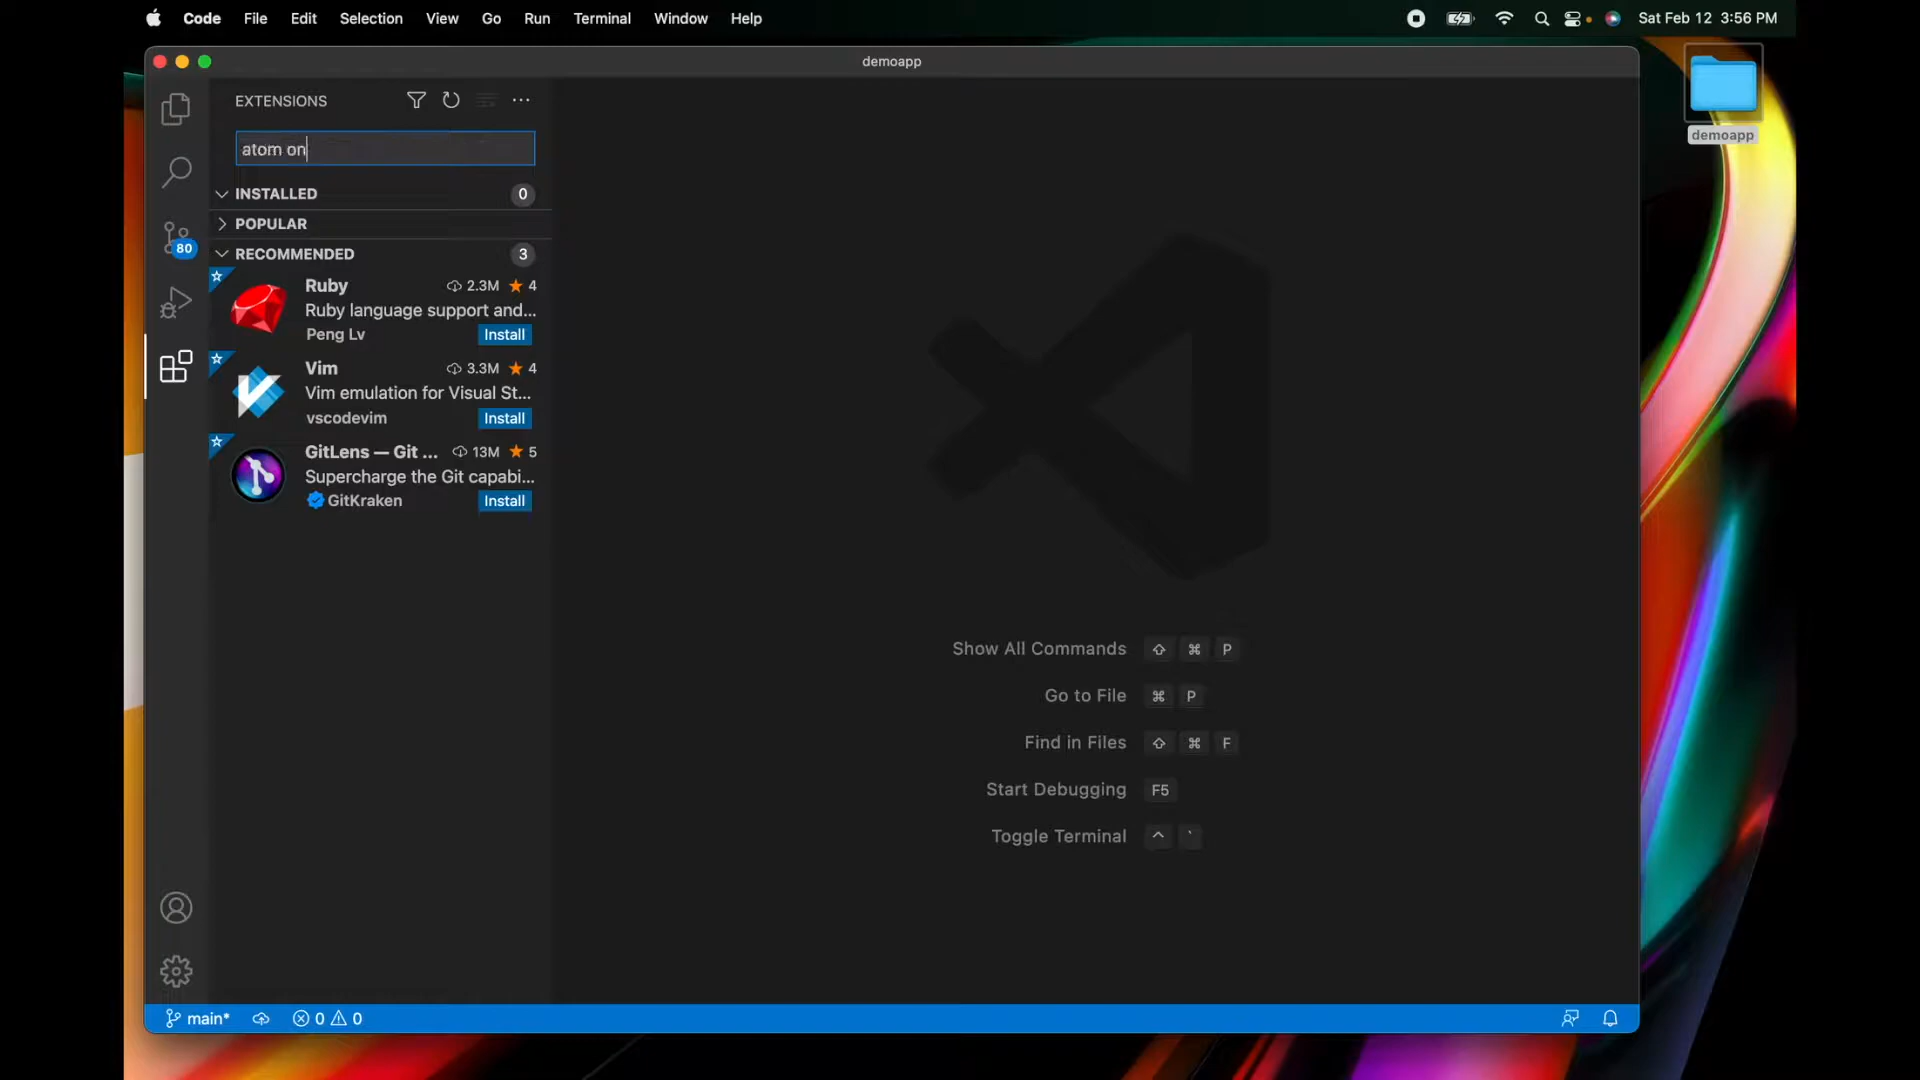 Code File Edit Selection View Go Run Terminal Window Help Sat Feb 12 3:56 PM
demoapp
demoapp
EXTENSIONS
atom on
INSTALLED 0
POPULAR
RECOMMENDED 3
Ruby 2.3M 4
Ruby language support and...
Peng Lv Install
Vim 3.3M 4
Vim emulation for Visual St...
vscodevim Install
GitLens — Git ... 13M 5
Supercharge the Git capabi...
GitKraken Install
80
Show All Commands ⇧ ⌘ P
Go to File ⌘ P
Find in Files ⇧ ⌘ F
Start Debugging F5
Toggle Terminal ^ `
main* 0 0